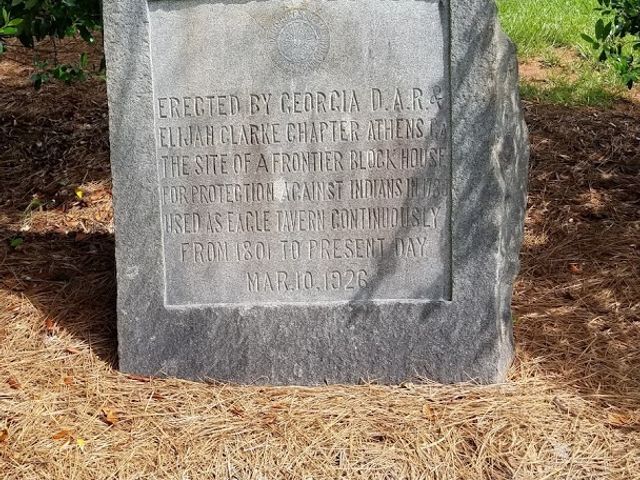 ERECTED BY GEORGIA D.A.R. &
ELIJAH CLARKE CHAPTER ATHENS GA
THE SITE OF A FRONTIER BLOCK HOUSE
FOR PROTECTION AGAINST INDIANS IN
USED AS EAGLE TAVERN CONTINUOUSLY
FROM 1801 TO PRESENT DAY
MAR. 10. 1926